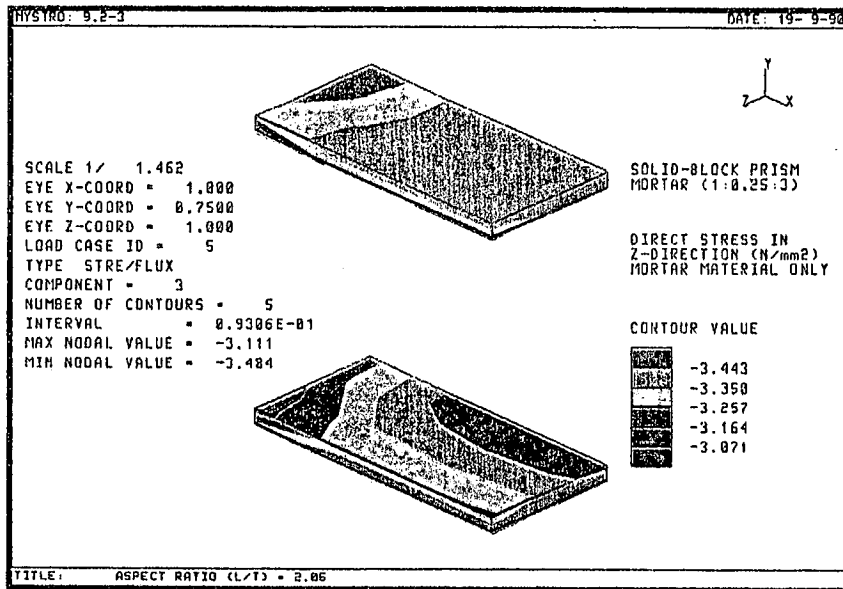 MYSTRO: 9.2-3
DATE: 19- 9-90
Y
Z
X
SCALE 1/ 1.462
EYE X-COORD = 1.000
EYE Y-COORD = 0.7500
EYE Z-COORD = 1.000
LOAD CASE ID = 5
TYPE STRE/FLUX
COMPONENT = 3
NUMBER OF CONTOURS = 5
INTERVAL = 0.9306E-01
MAX NODAL VALUE = -3.111
MIN NODAL VALUE = -3.484
SOLID-BLOCK PRISM
MORTAR (1:0.25:3)
DIRECT STRESS IN
Z-DIRECTION (N/mm2)
MORTAR MATERIAL ONLY
CONTOUR VALUE
-3.443
-3.350
-3.257
-3.164
-3.071
TITLE: ASPECT RATIO (L/T) = 2.06